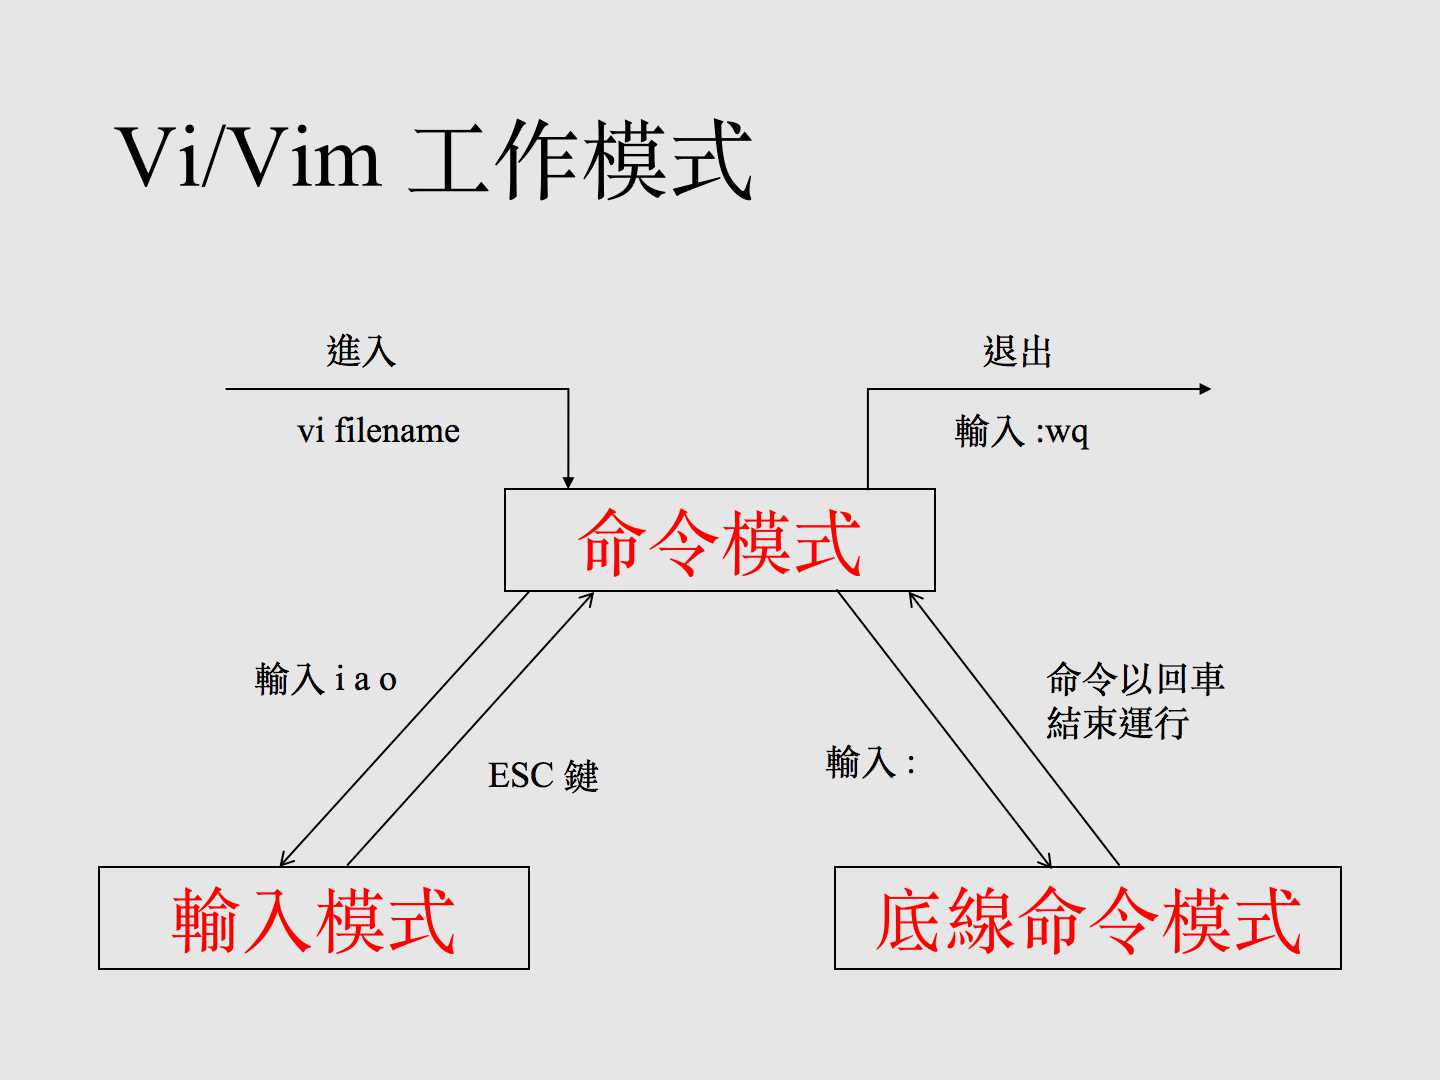 Vi/Vim 工作模式
進入
vi filename
退出
輸入 :wq
命令模式
輸入 i a o
ESC 鍵
輸入 :
命令以回車
結束運行
輸入模式
底線命令模式